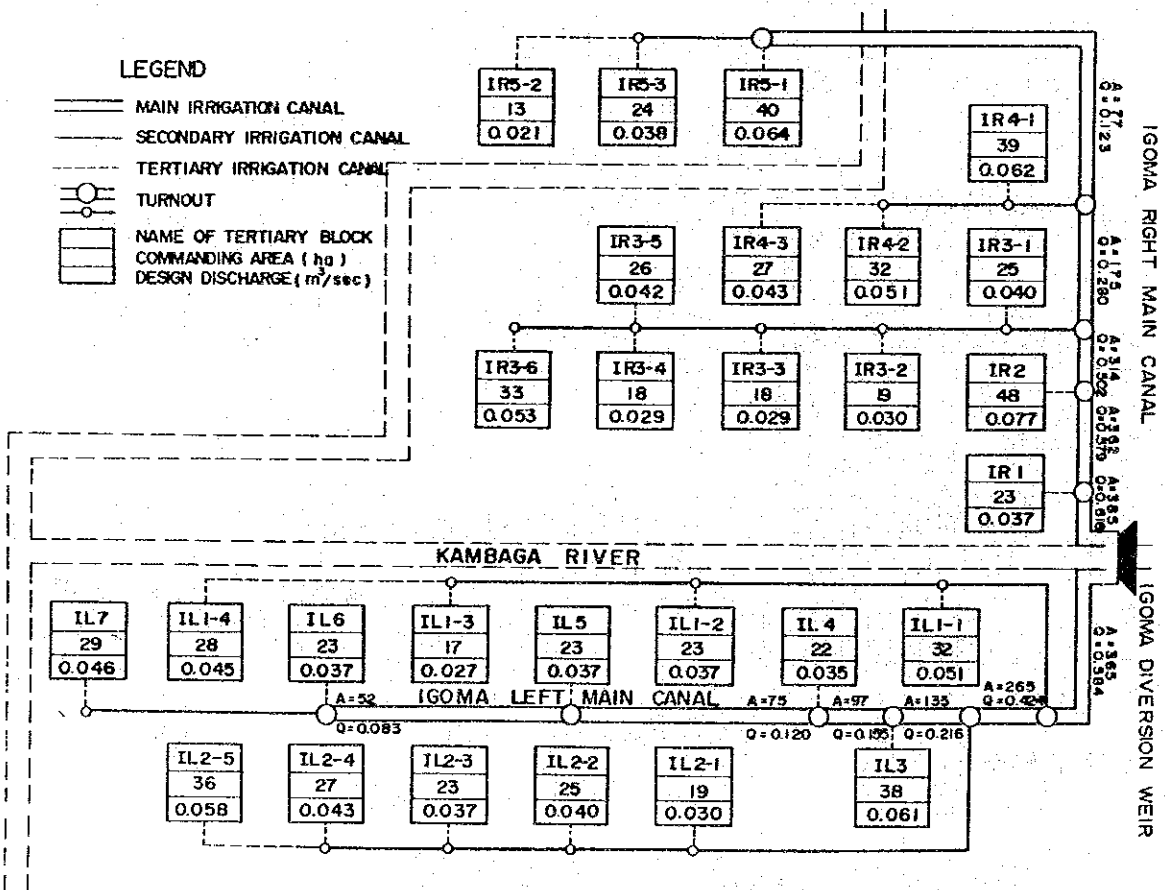 LEGEND
MAIN IRRIGATION CANAL
SECONDARY IRRIGATION CANAL
TERTIARY IRRIGATION CANAL
TURNOUT
NAME OF TERTIARY BLOCK
COMMANDING AREA (ha)
DESIGN DISCHARGE (m³/sec)
IR5-2
13
0.021
IR5-3
24
0.038
IR5-1
40
0.064
IR4-1
39
0.062
A=77
Q=0.123
IGOMA RIGHT MAIN CANAL
IR3-5
26
0.042
IR4-3
27
0.043
IR4-2
32
0.051
IR3-1
25
0.040
A=175
Q=0.280
IR3-6
33
0.053
IR3-4
18
0.029
IR3-3
18
0.029
IR3-2
19
0.030
IR2
48
0.077
A=314
Q=0.502
A=362
Q=0.579
IR1
23
0.037
A=385
Q=0.616
KAMBAGA RIVER
IGOMA DIVERSION WEIR
IL7
29
0.046
IL1-4
28
0.045
IL6
23
0.037
IL1-3
17
0.027
IL5
23
0.037
IL1-2
23
0.037
IL4
22
0.035
IL1-1
32
0.051
A=365
Q=0.584
A=52
IGOMA LEFT MAIN CANAL
A=75
A=97
A=135
A=265
Q=0.424
Q=0.083
Q=0.120
Q=0.155
Q=0.216
IL2-5
36
0.058
IL2-4
27
0.043
IL2-3
23
0.037
IL2-2
25
0.040
IL2-1
19
0.030
IL3
38
0.061